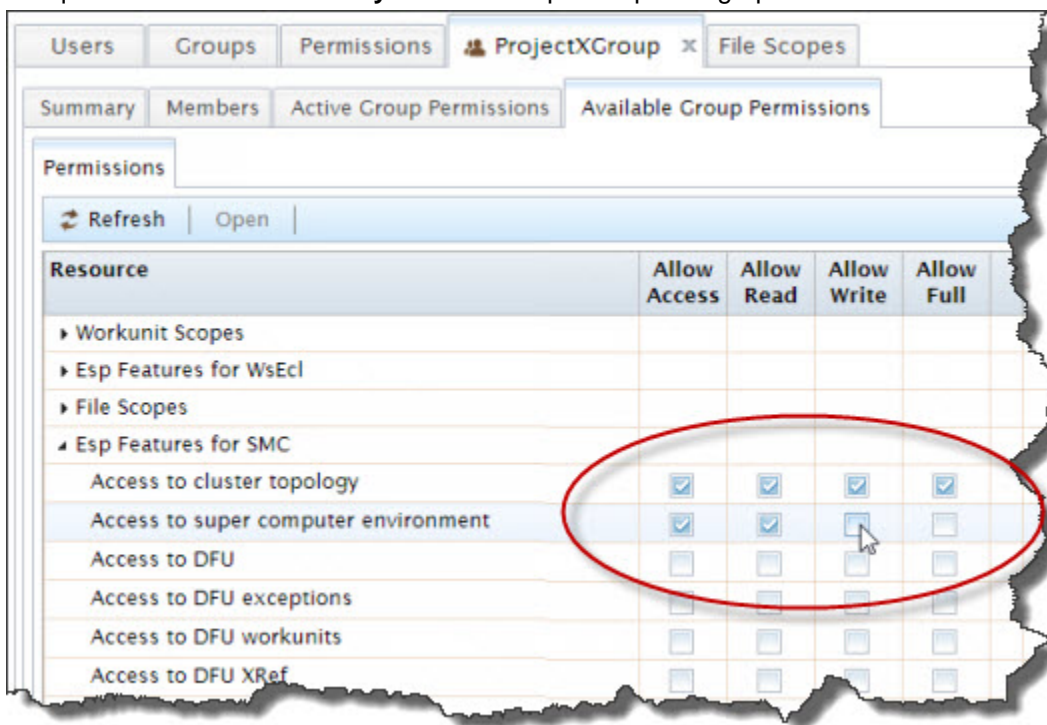 Users Groups Permissions ProjectXGroup x File Scopes
Summary Members Active Group Permissions Available Group Permissions
Permissions
Refresh Open
Resource Allow Access Allow Read Allow Write Allow Full
Workunit Scopes
Esp Features for WsEcl
File Scopes
Esp Features for SMC
Access to cluster topology
Access to super computer environment
Access to DFU
Access to DFU exceptions
Access to DFU workunits
Access to DFU XRef